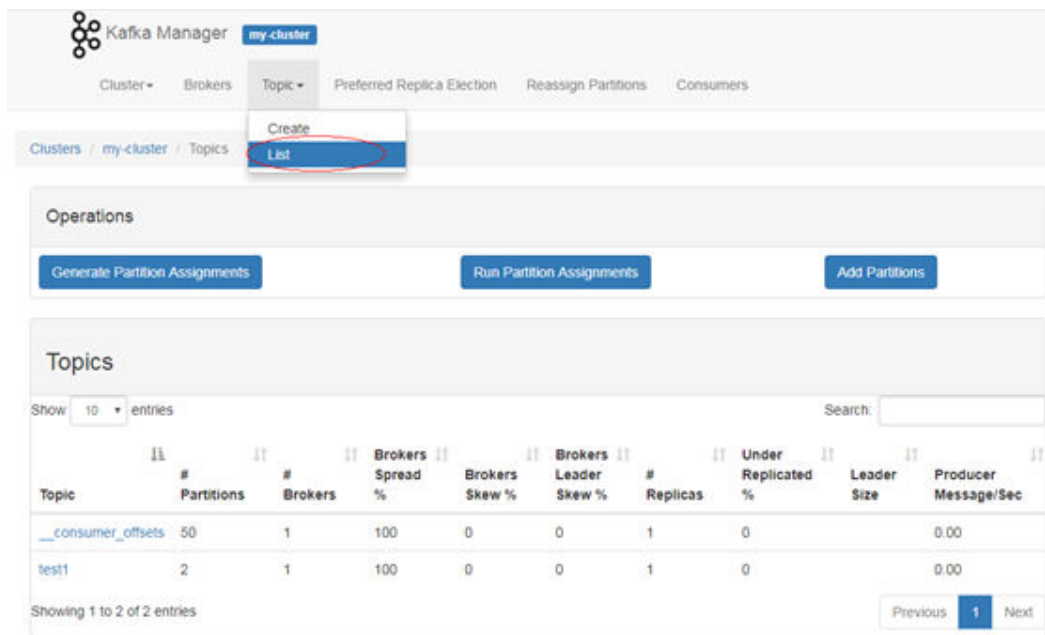 Kafka Manager my-cluster
Cluster Brokers Topic Preferred Replica Election Reassign Partitions Consumers
Create
List
Clusters / my-cluster / Topics
Operations
Generate Partition Assignments Run Partition Assignments Add Partitions
Topics
Show 10 entries Search:
Topic # Partitions # Brokers Brokers Spread % Brokers Skew % Brokers Leader Skew % # Replicas Under Replicated % Leader Size Producer Message/Sec
__consumer_offsets 50 1 100 0 0 1 0 0.00
test1 2 1 100 0 0 1 0 0.00
Showing 1 to 2 of 2 entries Previous 1 Next